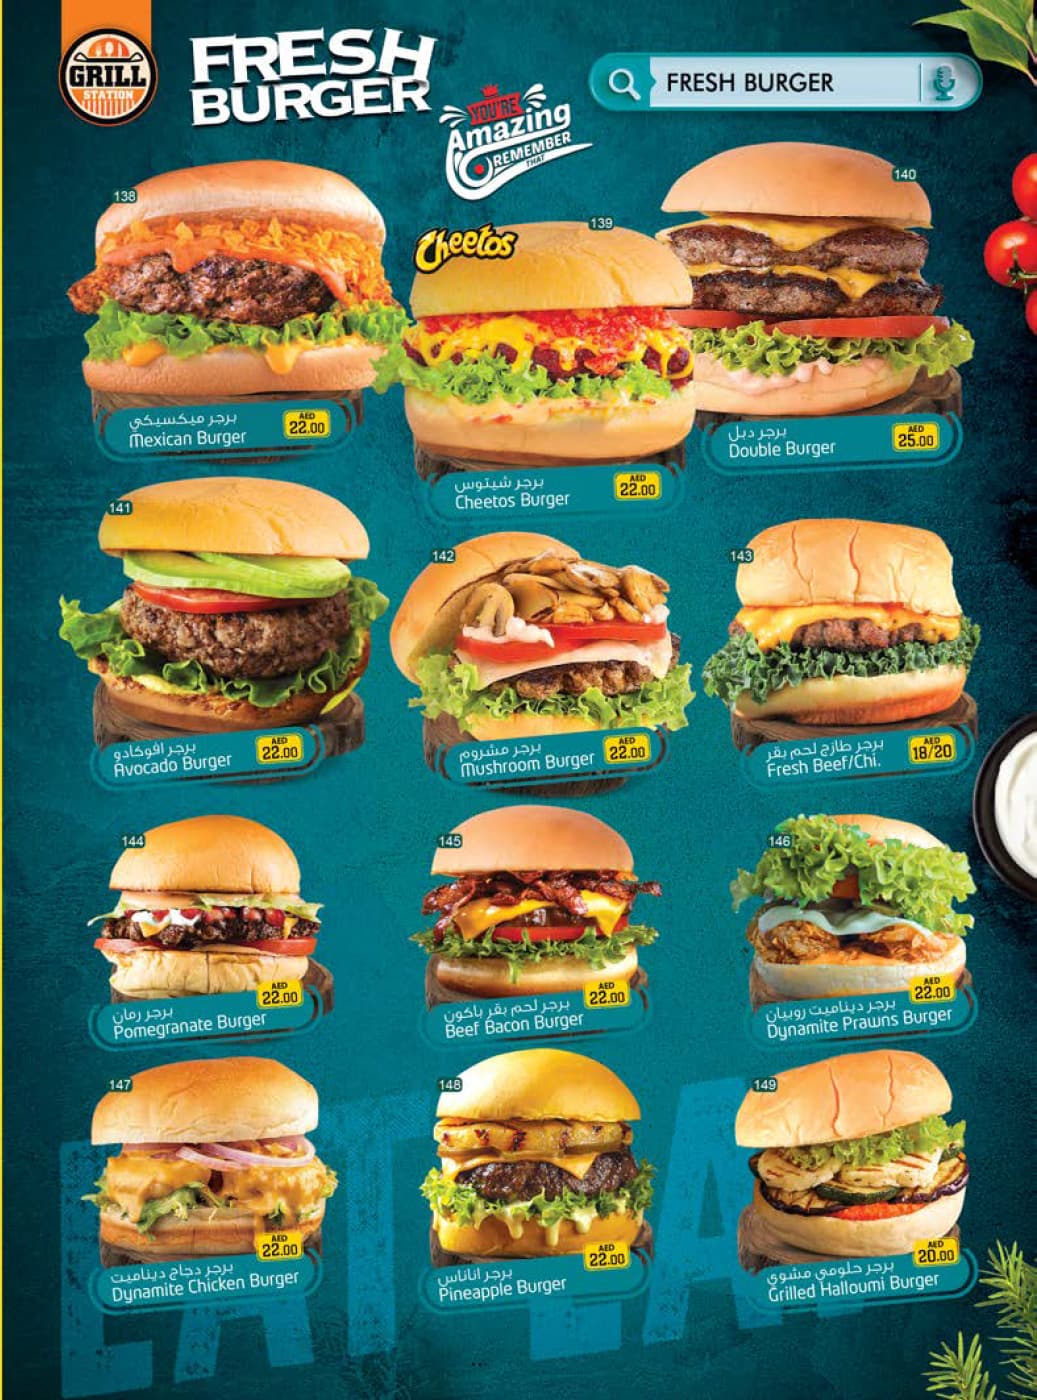 GRILL
STATION
FRESH
BURGER
YOU'RE
Amazing
REMEMBER
THAT
FRESH BURGER
138
برجر ميكسيكي
Mexican Burger
AED
22.00
Cheetos
139
برجر شيتوس
Cheetos Burger
AED
22.00
140
برجر دبل
Double Burger
AED
25.00
141
برجر افوكادو
Avocado Burger
AED
22.00
142
برجر مشروم
Mushroom Burger
AED
22.00
143
برجر طازج لحم بقر
Fresh Beef/Chi.
AED
18/20
144
برجر رمان
Pomegranate Burger
AED
22.00
145
برجر لحم بقر باكون
Beef Bacon Burger
AED
22.00
146
برجر ديناميت روبيان
Dynamite Prawns Burger
AED
22.00
147
برجر دجاج ديناميت
Dynamite Chicken Burger
AED
22.00
148
برجر اناناس
Pineapple Burger
AED
22.00
149
برجر حلومي مشوي
Grilled Halloumi Burger
AED
20.00